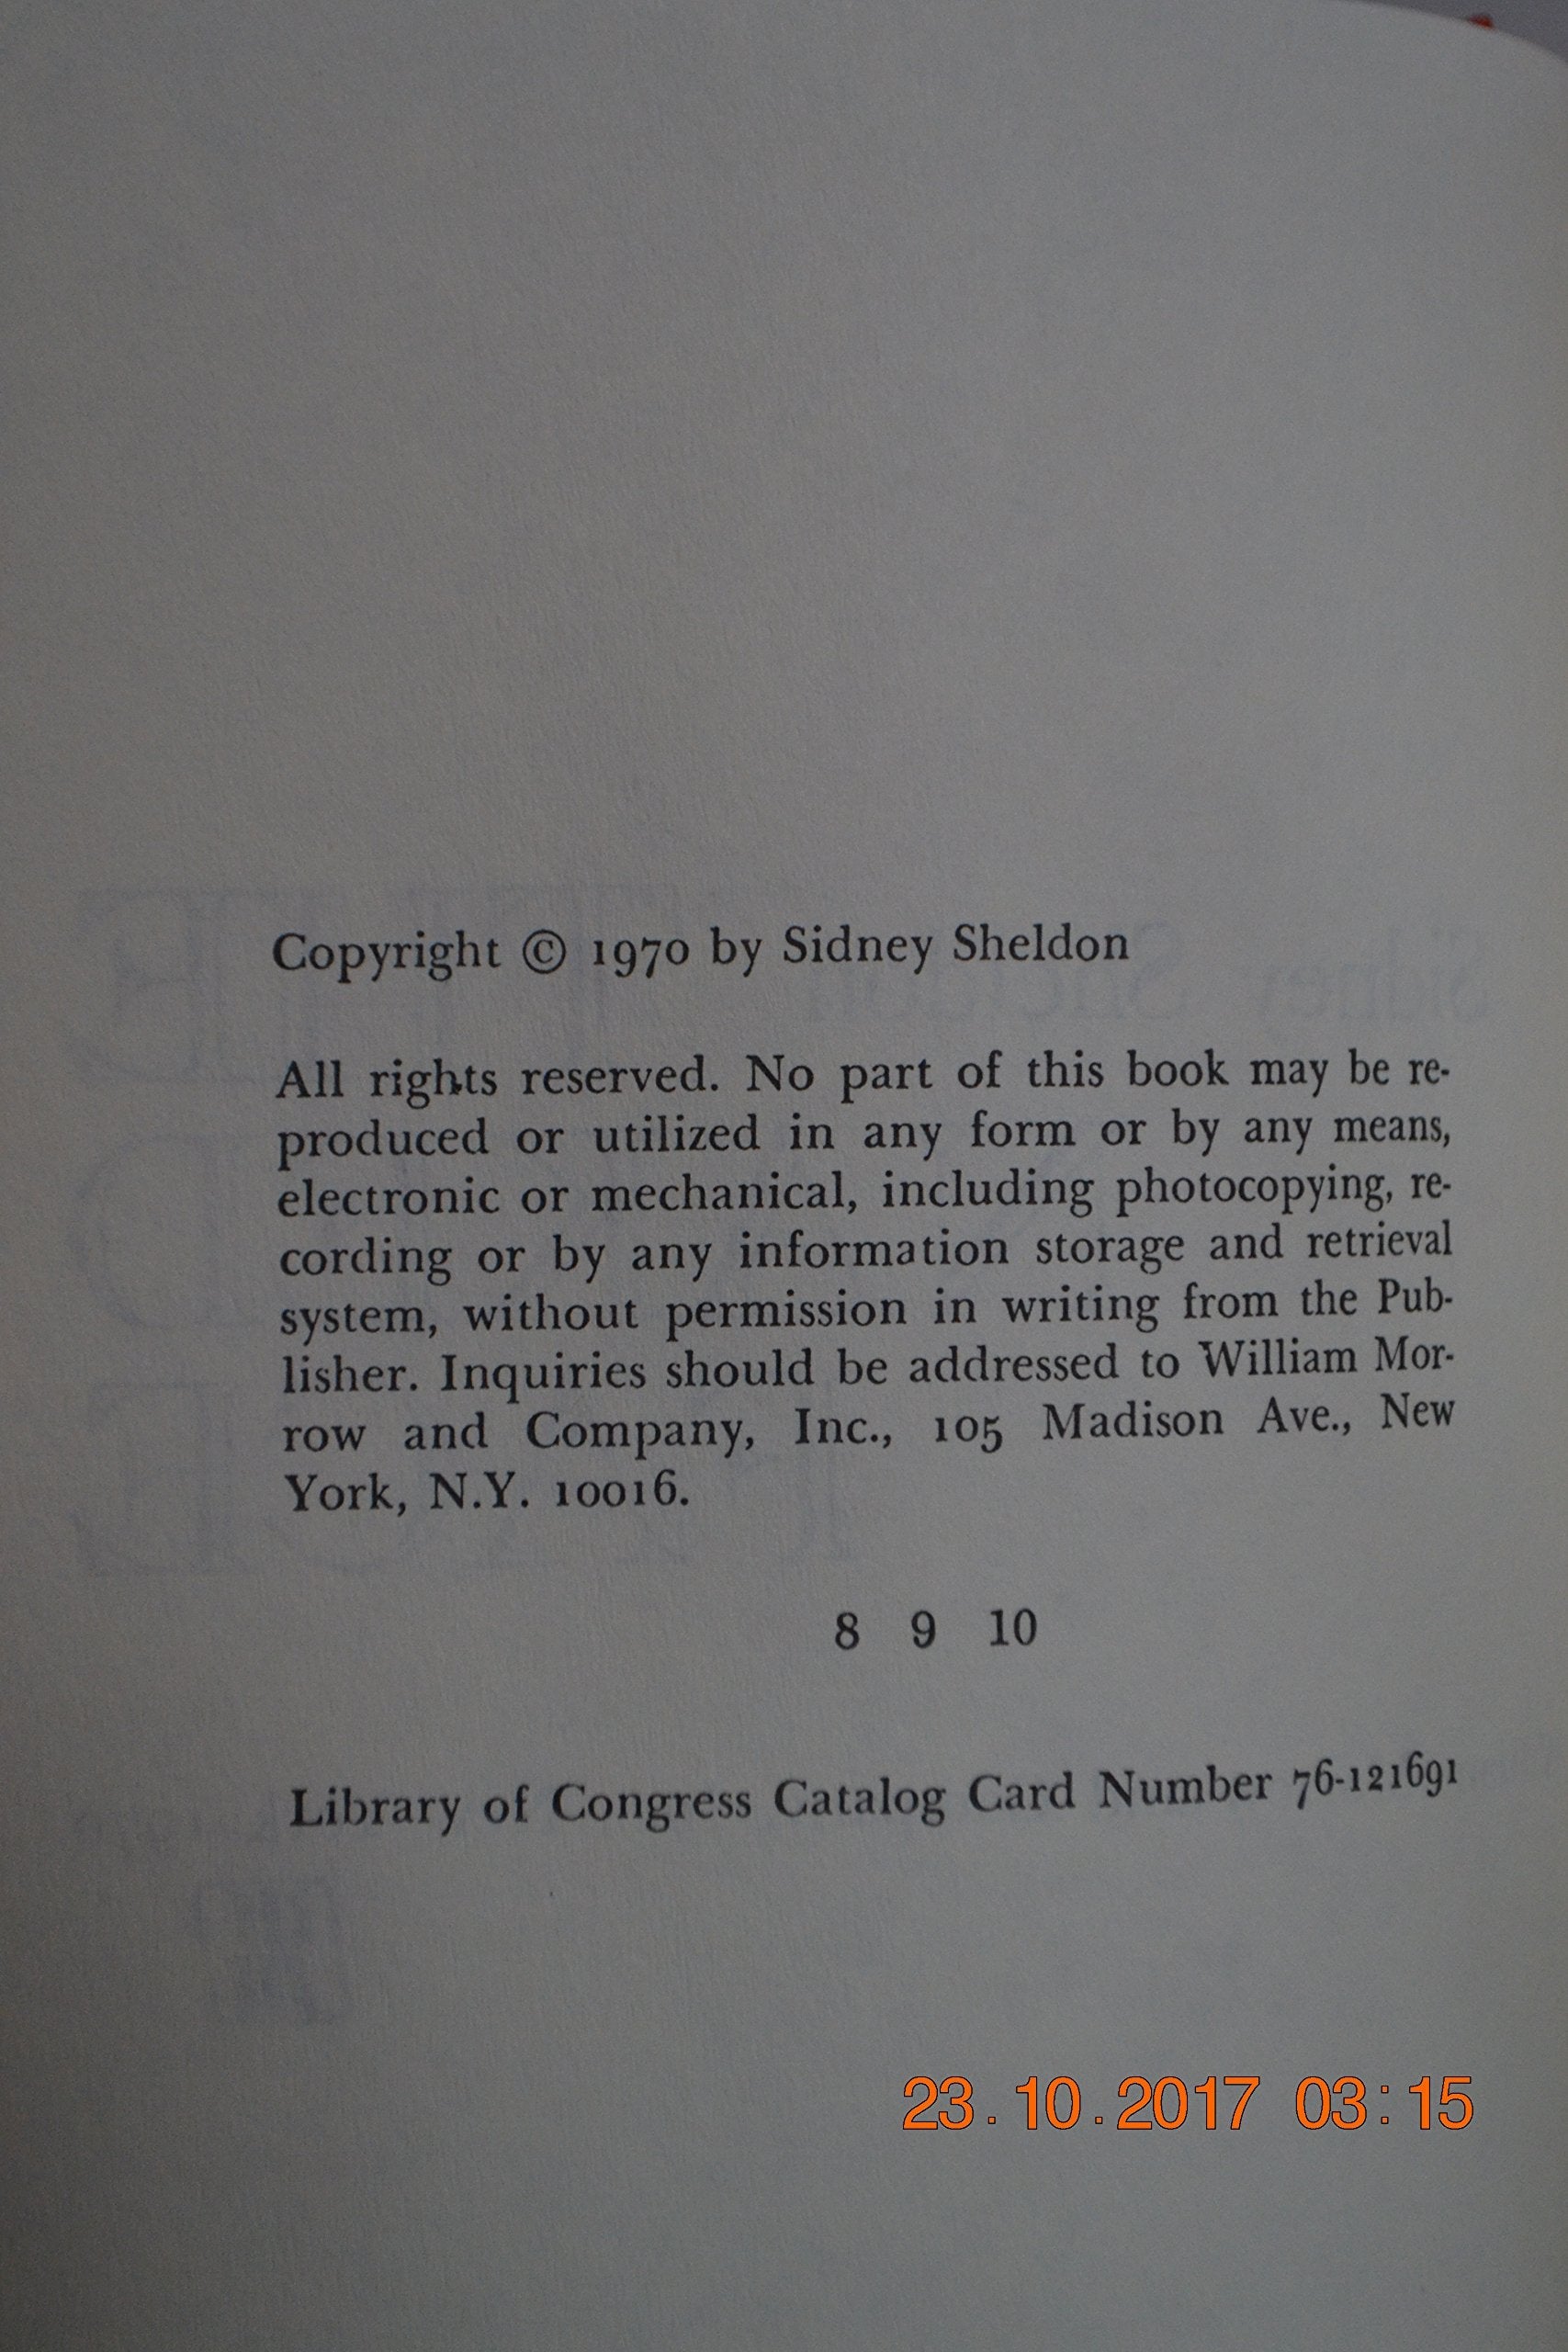 Copyright © 1970 by Sidney Sheldon
All rights reserved. No part of this book may be re-
produced or utilized in any form or by any means,
electronic or mechanical, including photocopying, re-
cording or by any information storage and retrieval
system, without permission in writing from the Pub-
lisher. Inquiries should be addressed to William Mor-
row and Company, Inc., 105 Madison Ave., New
York, N.Y. 10016.
8 9 10
Library of Congress Catalog Card Number 76-121691
23.10.2017 03:15